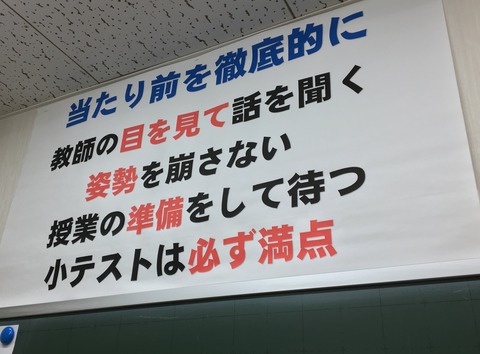 当たり前を徹底的に
教師の目を見て話を聞く
姿勢を崩さない
授業の準備をして待つ
小テストは必ず満点